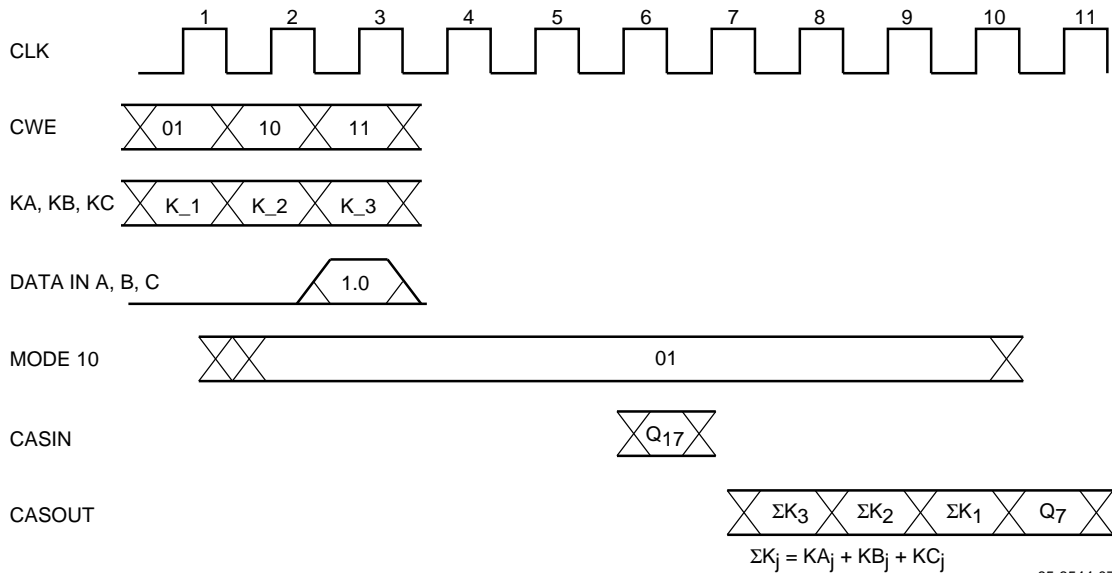 1 2 3 4 5 6 7 8 9 10 11
CLK
CWE 01 10 11
KA, KB, KC K_1 K_2 K_3
DATA IN A, B, C 1.0
MODE 10 01
CASIN Q17
CASOUT ΣK3 ΣK2 ΣK1 Q7
ΣKj = KAj + KBj + KCj